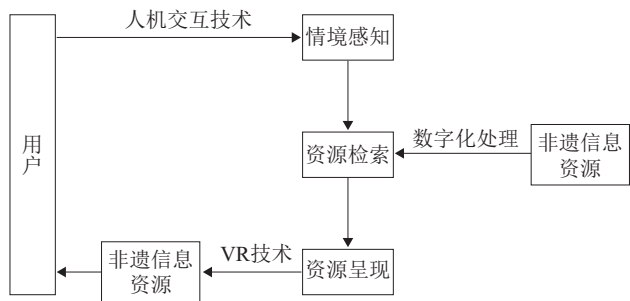 人机交互技术
情境感知
用
户
资源检索
数字化处理
非遗信息
资源
非遗信息
资源
VR技术
资源呈现